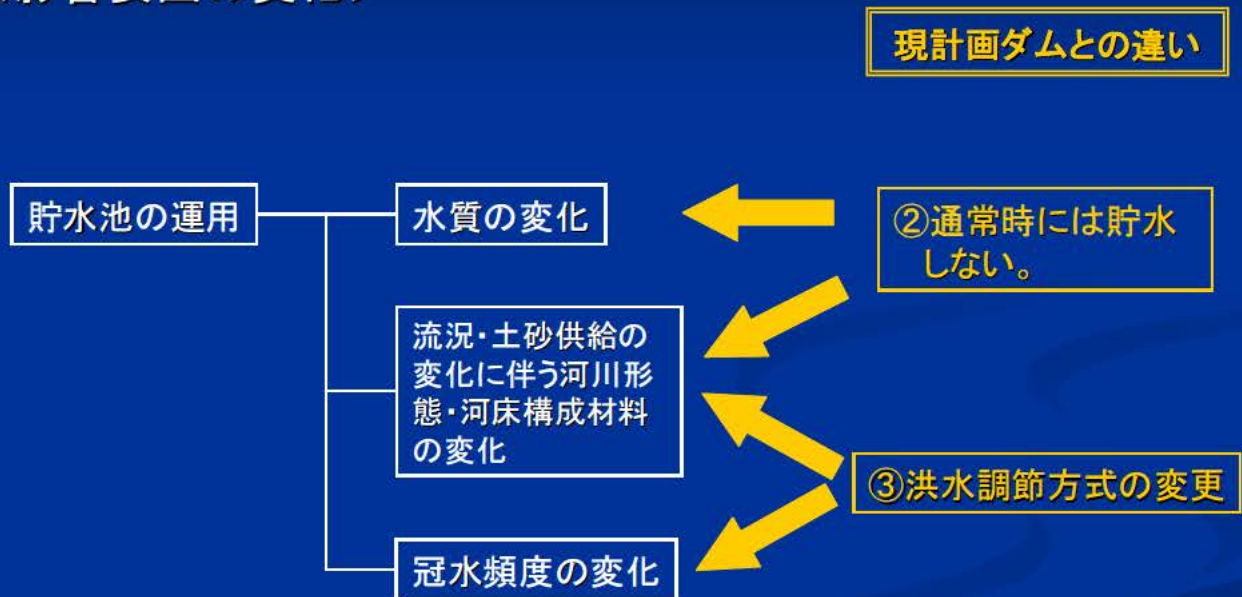 現計画ダムとの違い
貯水池の運用
水質の変化
②通常時には貯水
しない。
流況・土砂供給の
変化に伴う河川形
態・河床構成材料
の変化
③洪水調節方式の変更
冠水頻度の変化